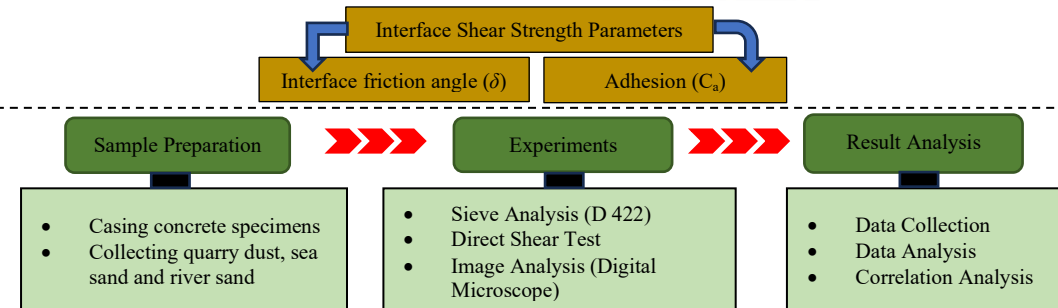 Interface Shear Strength Parameters
Interface friction angle (δ)
Adhesion (Cₐ)
Sample Preparation
Experiments
Result Analysis
• Casing concrete specimens
• Collecting quarry dust, sea
sand and river sand
• Sieve Analysis (D 422)
• Direct Shear Test
• Image Analysis (Digital
Microscope)
• Data Collection
• Data Analysis
• Correlation Analysis